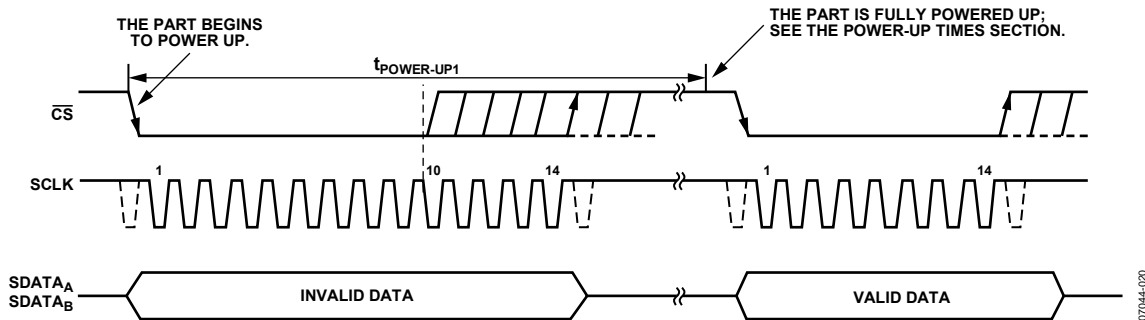 THE PART BEGINS
TO POWER UP.
THE PART IS FULLY POWERED UP;
SEE THE POWER-UP TIMES SECTION.
tPOWER-UP1
CS
SCLK
1
10
14
1
14
SDATAA
SDATAB
INVALID DATA
VALID DATA
07044-020